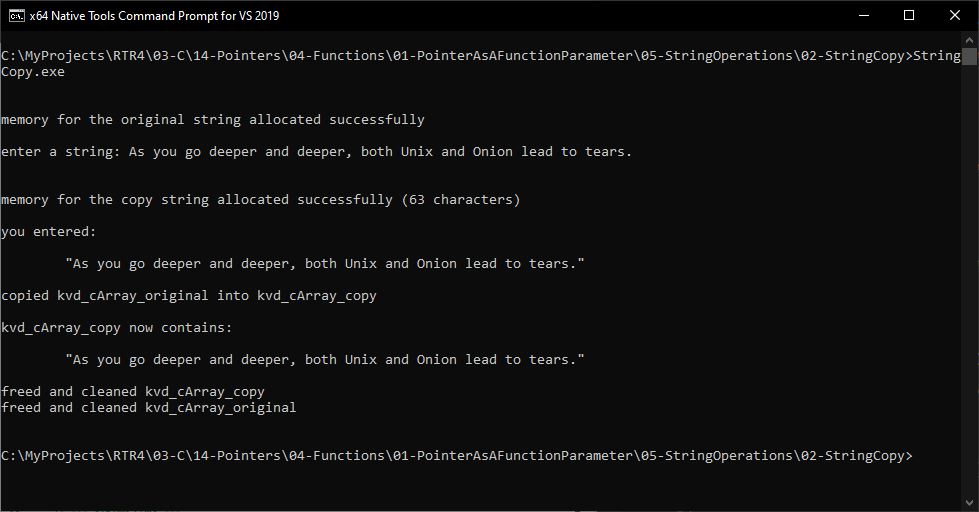 x64 Native Tools Command Prompt for VS 2019
C:\MyProjects\RTR4\03-C\14-Pointers\04-Functions\01-PointerAsAFunctionParameter\05-StringOperations\02-StringCopy>String
Copy.exe
memory for the original string allocated successfully
enter a string: As you go deeper and deeper, both Unix and Onion lead to tears.
memory for the copy string allocated successfully (63 characters)
you entered:
"As you go deeper and deeper, both Unix and Onion lead to tears."
copied kvd_cArray_original into kvd_cArray_copy
kvd_cArray_copy now contains:
"As you go deeper and deeper, both Unix and Onion lead to tears."
freed and cleaned kvd_cArray_copy
freed and cleaned kvd_cArray_original
C:\MyProjects\RTR4\03-C\14-Pointers\04-Functions\01-PointerAsAFunctionParameter\05-StringOperations\02-StringCopy>